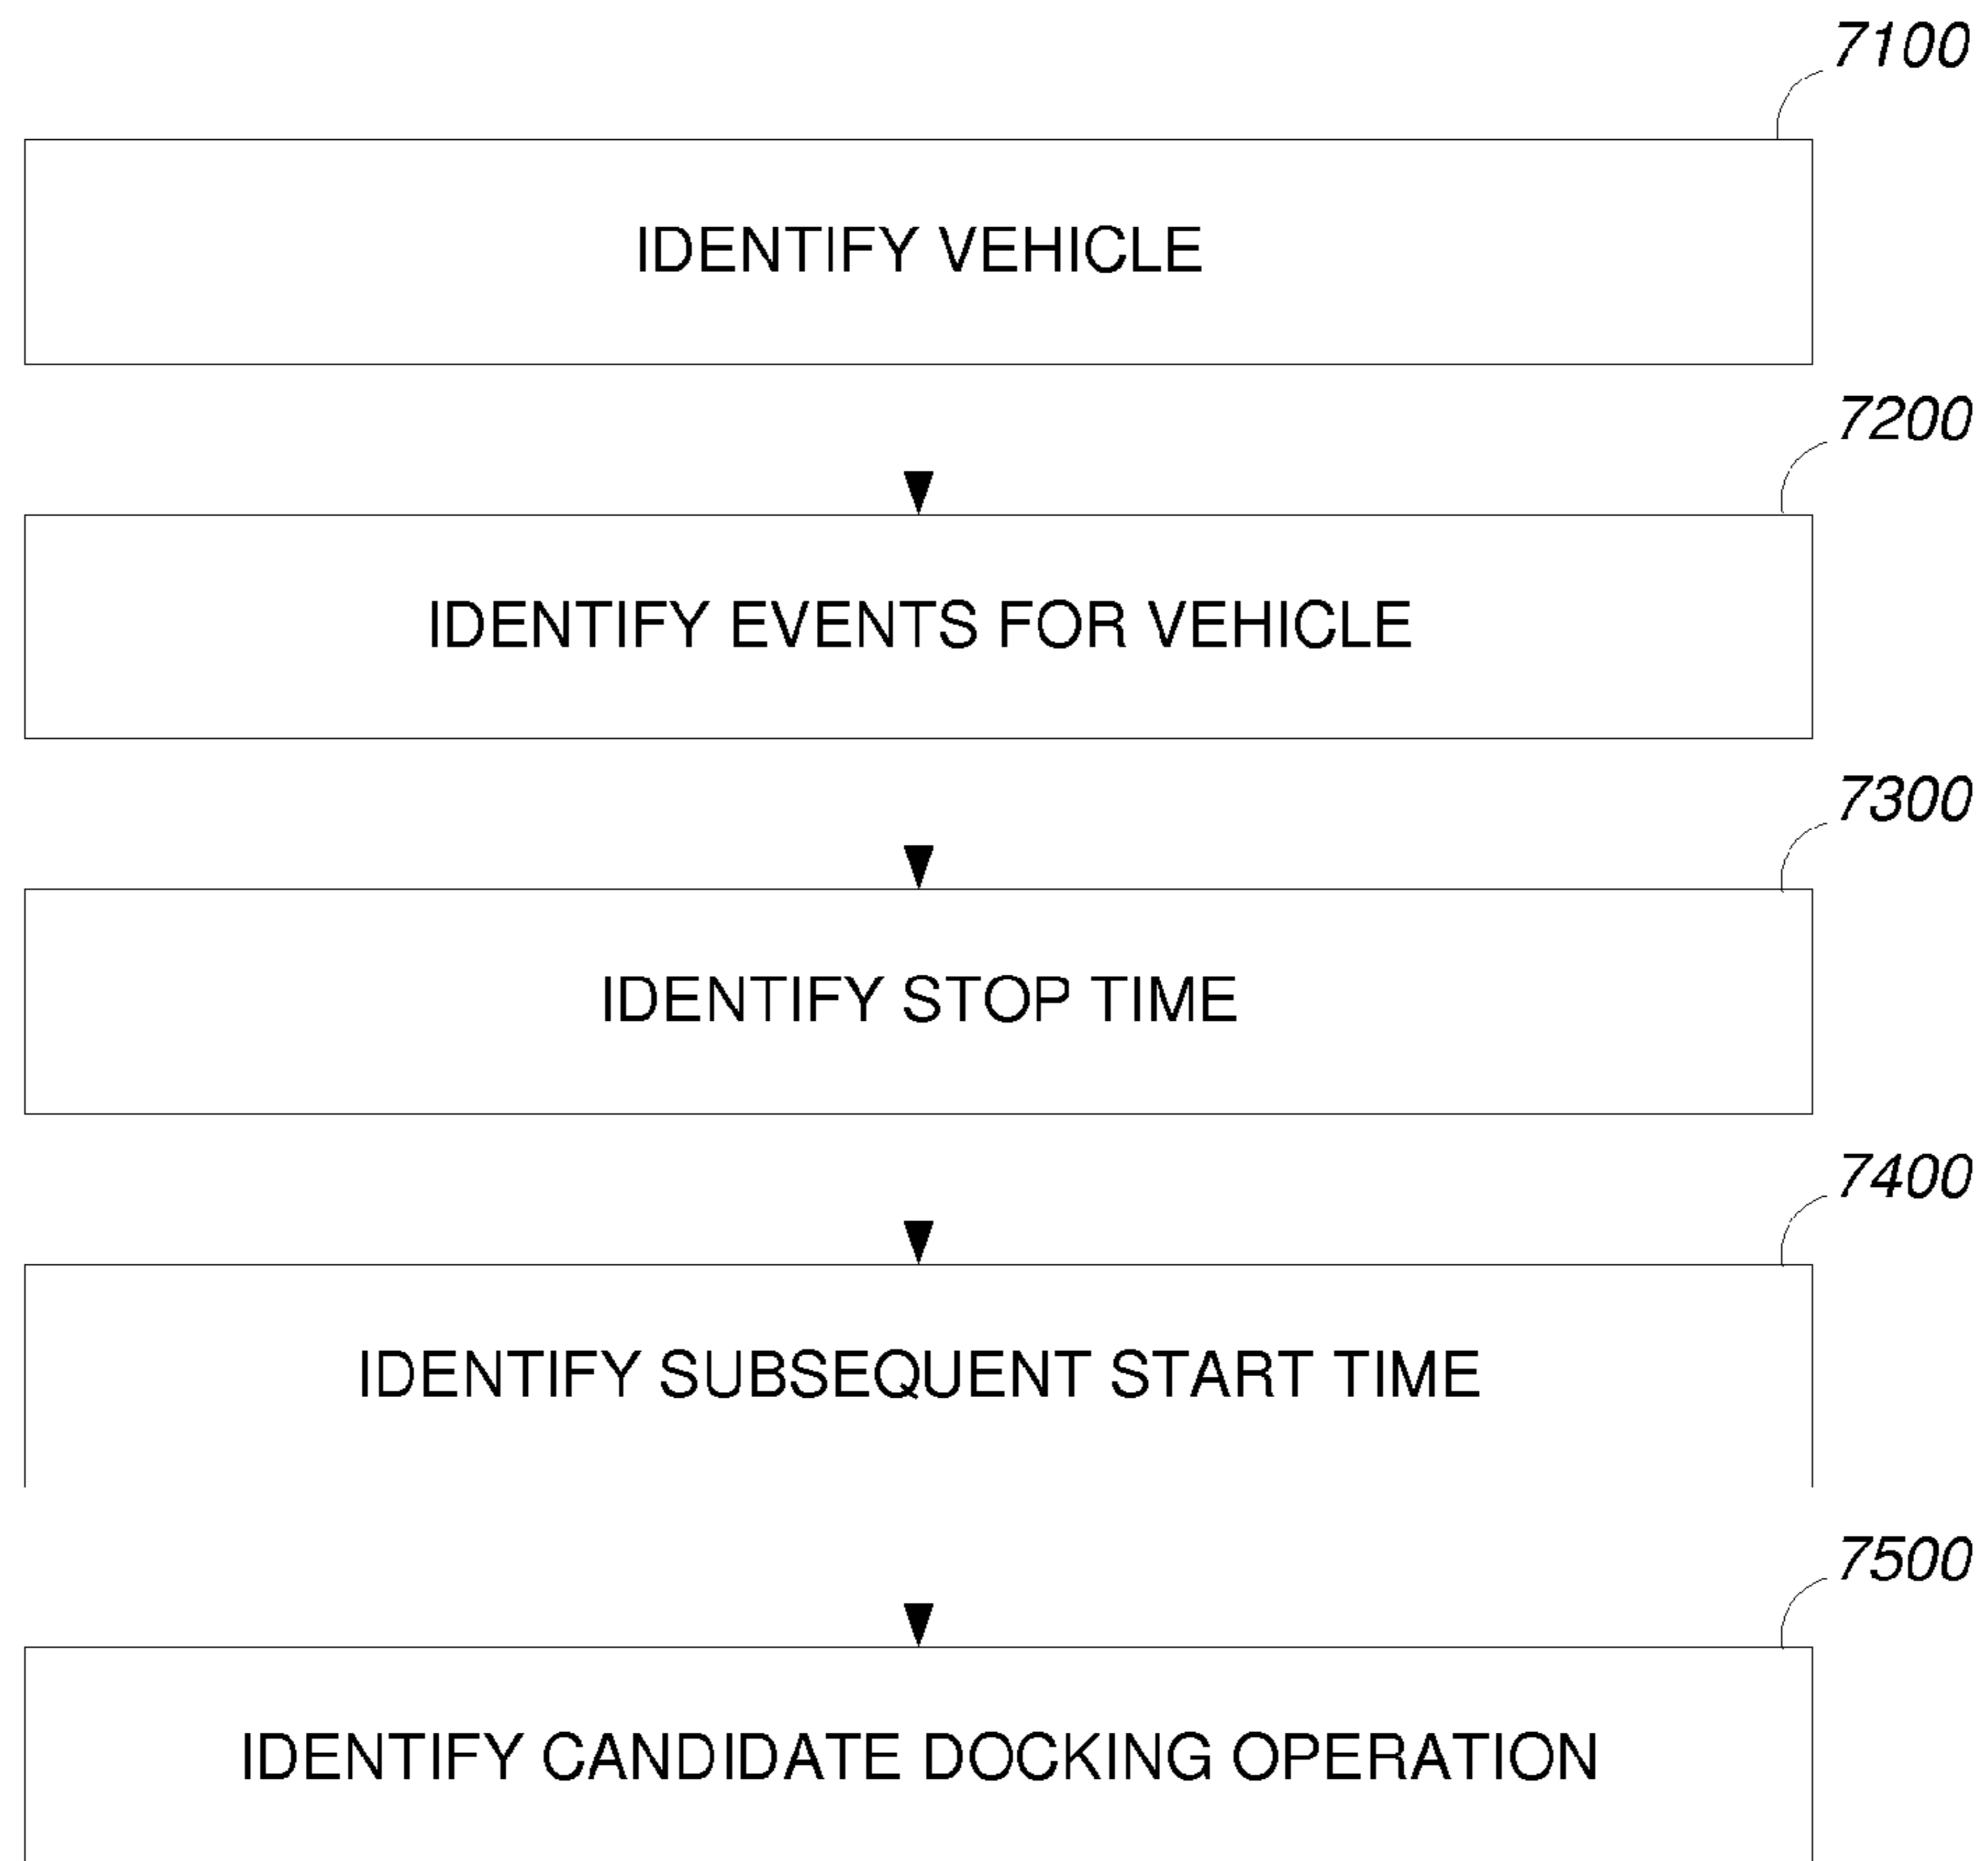 7100
IDENTIFY VEHICLE
7200
IDENTIFY EVENTS FOR VEHICLE
7300
IDENTIFY STOP TIME
7400
IDENTIFY SUBSEQUENT START TIME
7500
IDENTIFY CANDIDATE DOCKING OPERATION